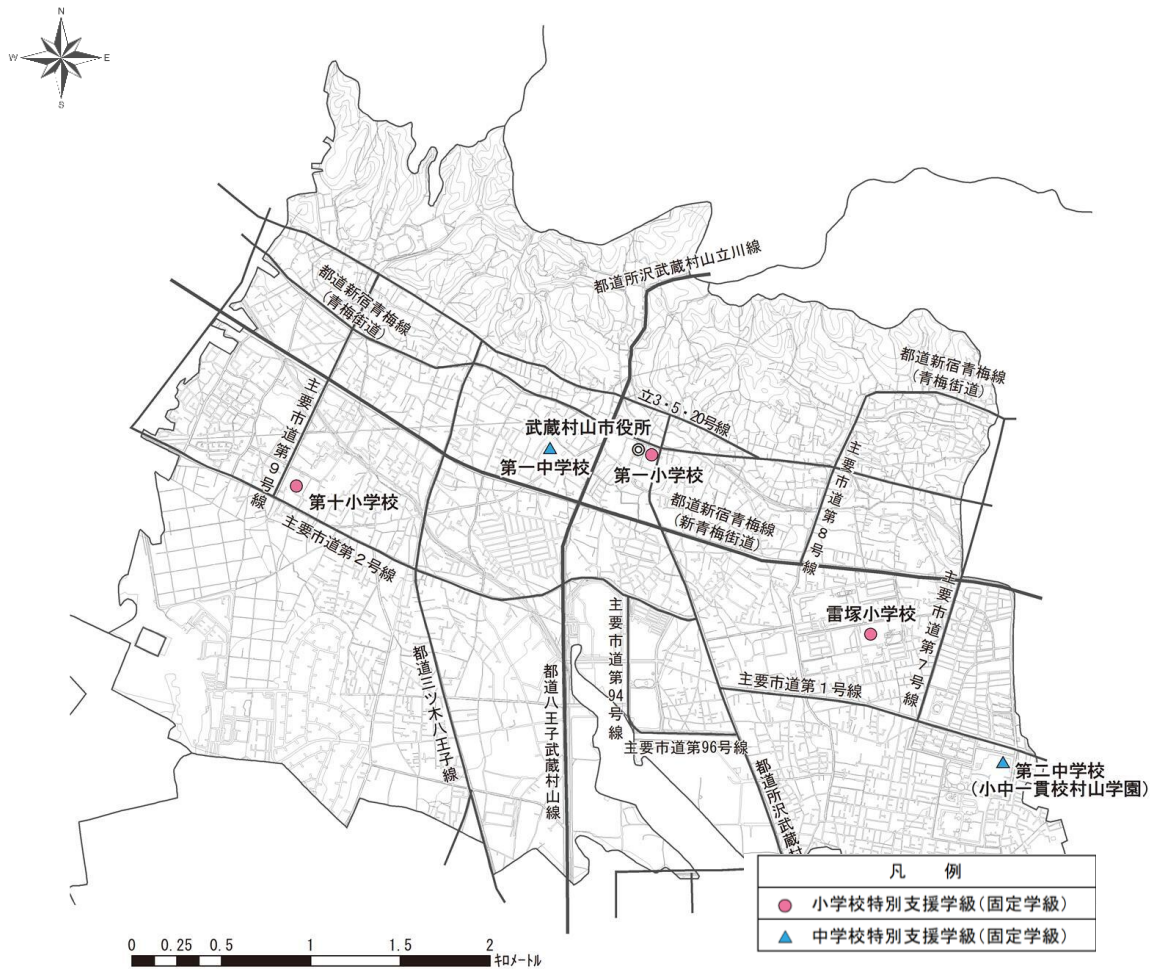 N
W
E
S
都道所沢武蔵村山立川線
都道新宿青梅線
(青梅街道)
都道新宿青梅線
(青梅街道)
主要市道第9号線
立3・5・20号線
武蔵村山市役所
第一中学校
第一小学校
第十小学校
都道新宿青梅線
(新青梅街道)
主要市道第8号線
主要市道第2号線
主要市道第7号線
雷塚小学校
主要市道第94号線
都道三ツ木八王子線
都道八王子武蔵村山線
主要市道第1号線
主要市道第96号線
都道所沢武蔵村
第二中学校
(小中一貫校村山学園)
凡 例
小学校特別支援学級(固定学級)
中学校特別支援学級(固定学級)
0 0.25 0.5 1 1.5 2
キロメートル